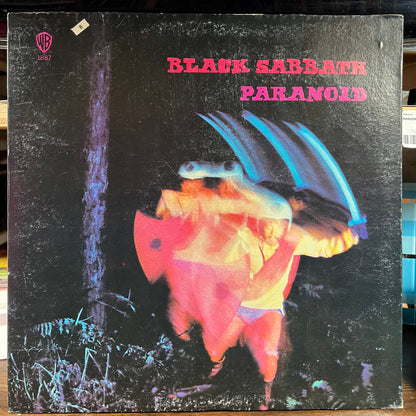 WB
1887
BLACK SABBATH
PARANOID